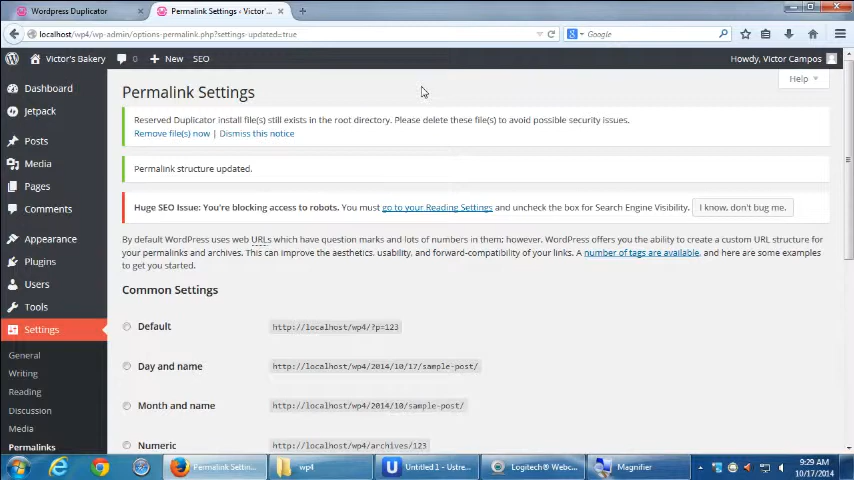 Wordpress Duplicator
Permalink Settings ‹ Victor'...
localhost/wp4/wp-admin/options-permalink.php?settings-updated=true
Google
Victor's Bakery
0
+ New
SEO
Howdy, Victor Campos
Help
Dashboard
Jetpack
Posts
Media
Pages
Comments
Appearance
Plugins
Users
Tools
Settings
General
Writing
Reading
Discussion
Media
Permalinks
Permalink Settings
Reserved Duplicator install file(s) still exists in the root directory. Please delete these file(s) to avoid possible security issues.
Remove file(s) now | Dismiss this notice
Permalink structure updated.
Huge SEO Issue: You're blocking access to robots. You must go to your Reading Settings and uncheck the box for Search Engine Visibility.
I know, don't bug me.
By default WordPress uses web URLs which have question marks and lots of numbers in them; however, WordPress offers you the ability to create a custom URL structure for
your permalinks and archives. This can improve the aesthetics, usability, and forward-compatibility of your links. A number of tags are available, and here are some examples
to get you started.
Common Settings
Default
http://localhost/wp4/?p=123
Day and name
http://localhost/wp4/2014/10/17/sample-post/
Month and name
http://localhost/wp4/2014/10/sample-post/
Numeric
http://localhost/wp4/archives/123
Permalink Settin...
wp4
Untitled 1 - Ustre...
Logitech® Webc...
Magnifier
9:29 AM
10/17/2014